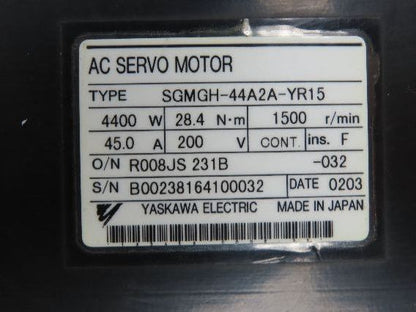 AC SERVO MOTOR
TYPE SGMGH-44A2A-YR15
4400 W 28.4 N·m 1500 r/min
45.0 A 200 V CONT. ins. F
O/N R008JS 231B -032
S/N B00238164100032 DATE 0203
YASKAWA ELECTRIC MADE IN JAPAN